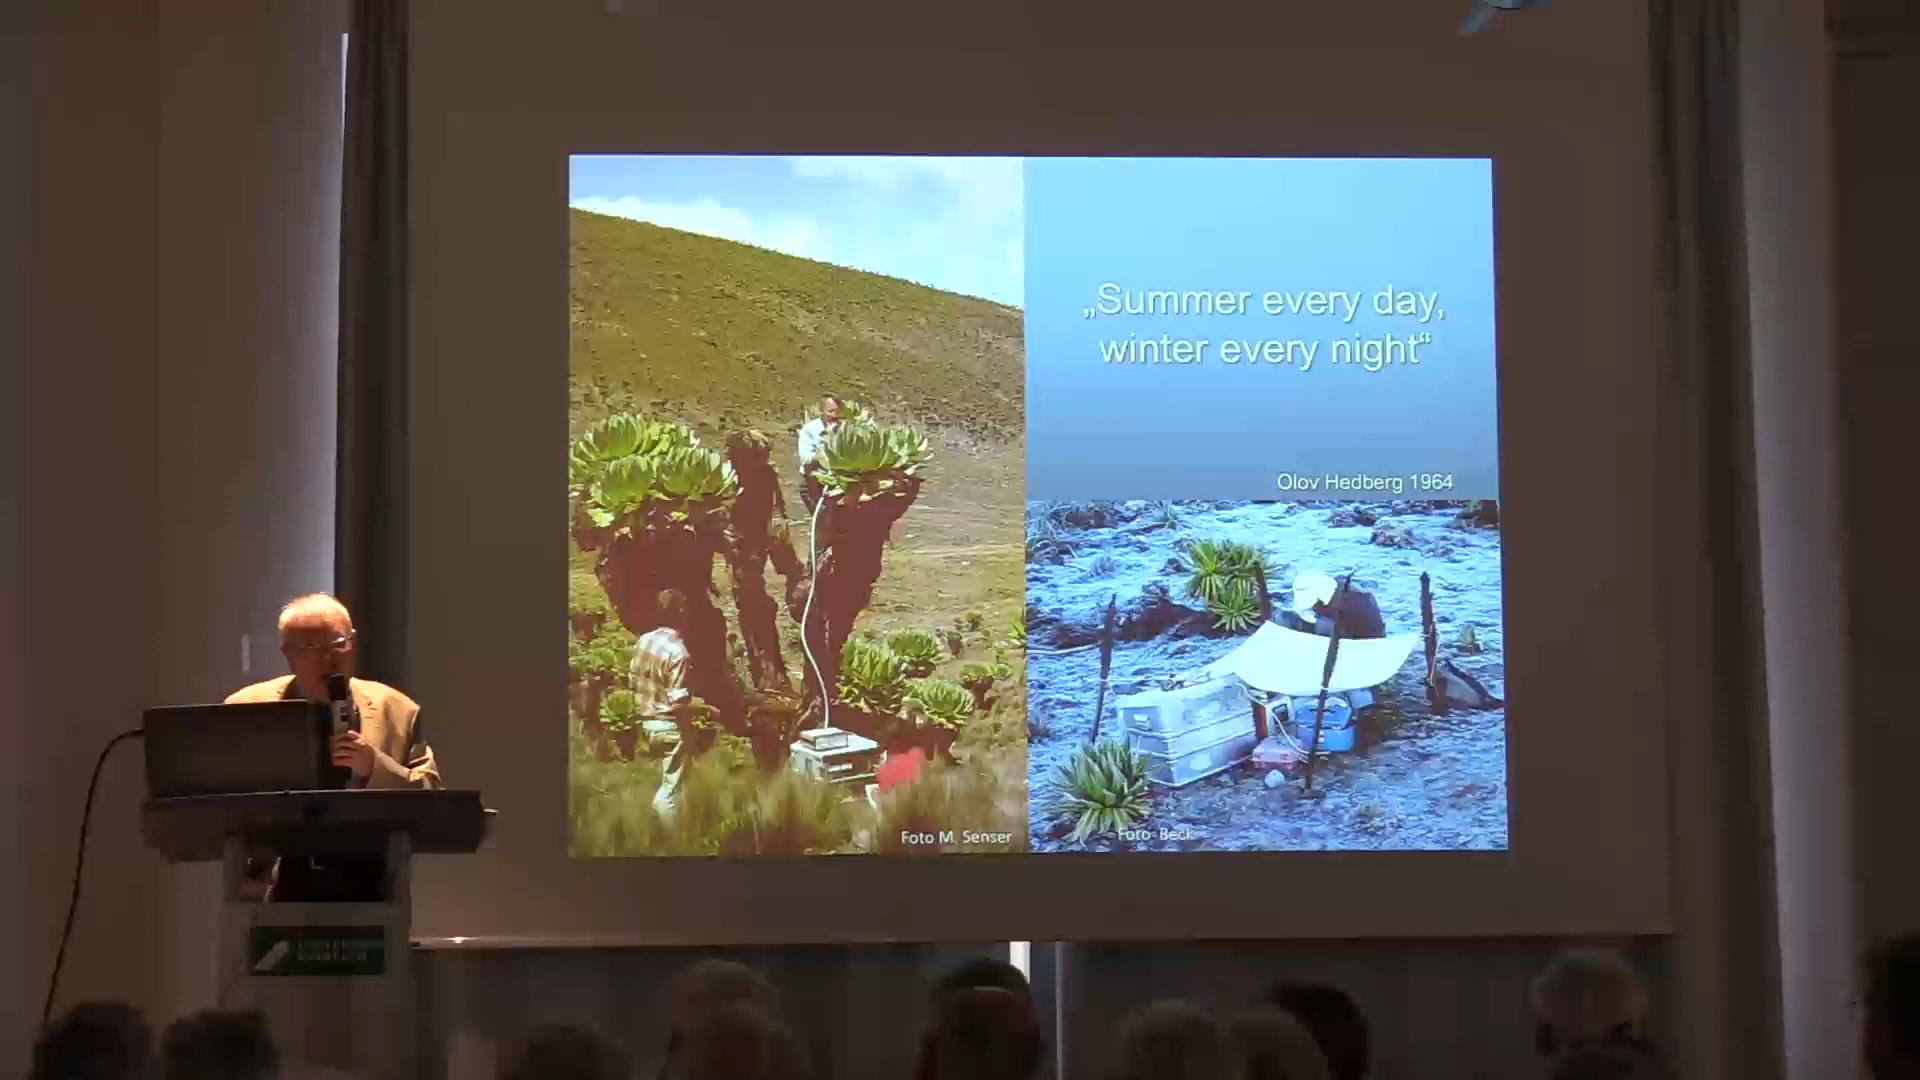 „Summer every day,
winter every night“
Olov Hedberg 1964
Foto M. Senser
Foto Beck